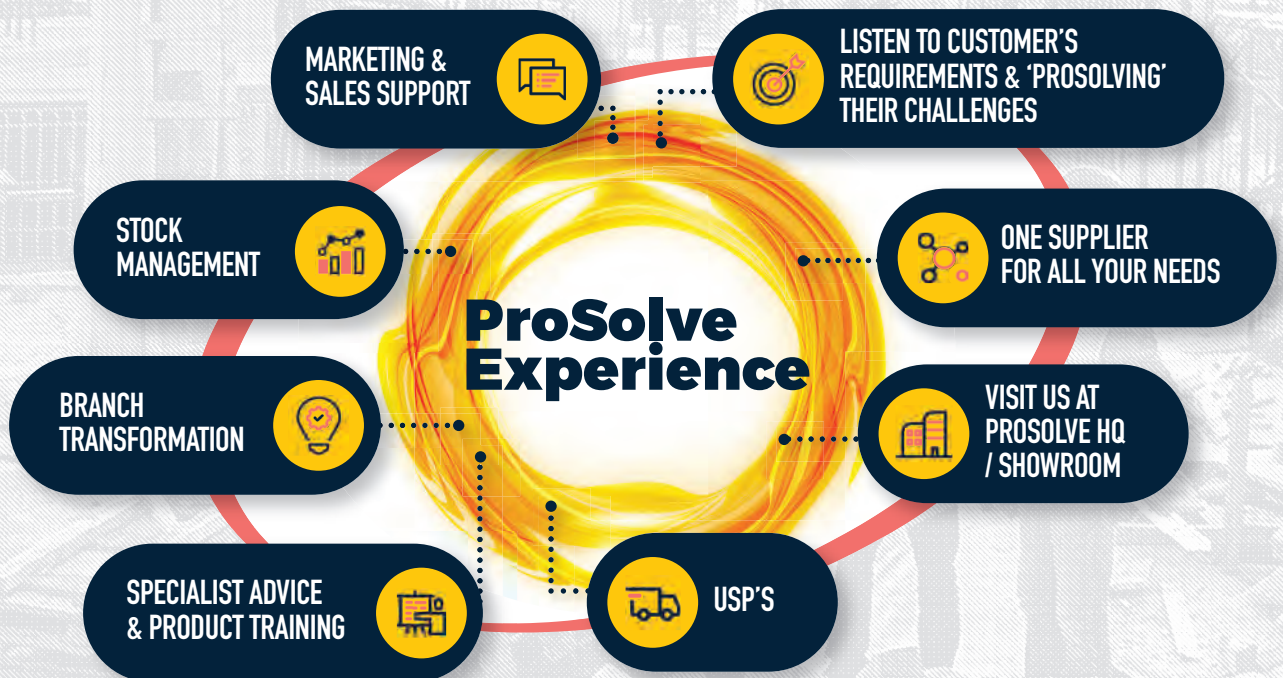 MARKETING &
SALES SUPPORT
LISTEN TO CUSTOMER'S
REQUIREMENTS & ‘PROSOLVING’
THEIR CHALLENGES
STOCK
MANAGEMENT
ONE SUPPLIER
FOR ALL YOUR NEEDS
ProSolve
Experience
BRANCH
TRANSFORMATION
VISIT US AT
PROSOLVE HQ
/ SHOWROOM
SPECIALIST ADVICE
& PRODUCT TRAINING
USP'S